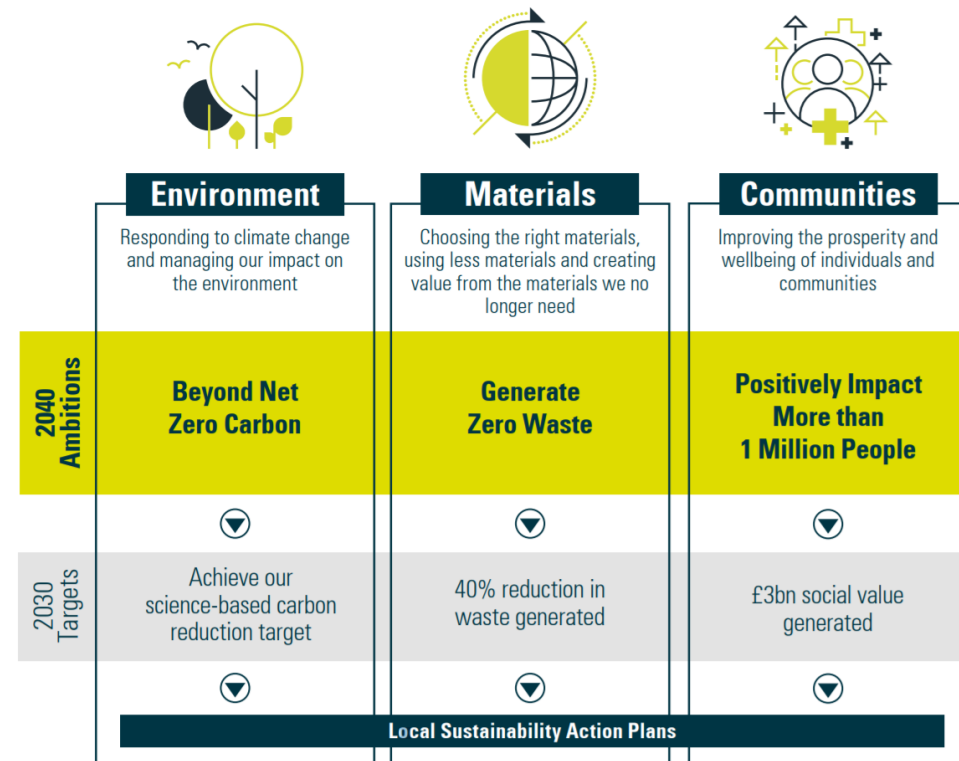 Environment
Responding to climate change
and managing our impact on
the environment
Materials
Choosing the right materials,
using less materials and creating
value from the materials we no
longer need
Communities
Improving the prosperity and
wellbeing of individuals and
communities
2040
Ambitions
Beyond Net
Zero Carbon
Generate
Zero Waste
Positively Impact
More than
1 Million People
2030
Targets
Achieve our
science-based carbon
reduction target
40% reduction in
waste generated
£3bn social value
generated
Local Sustainability Action Plans